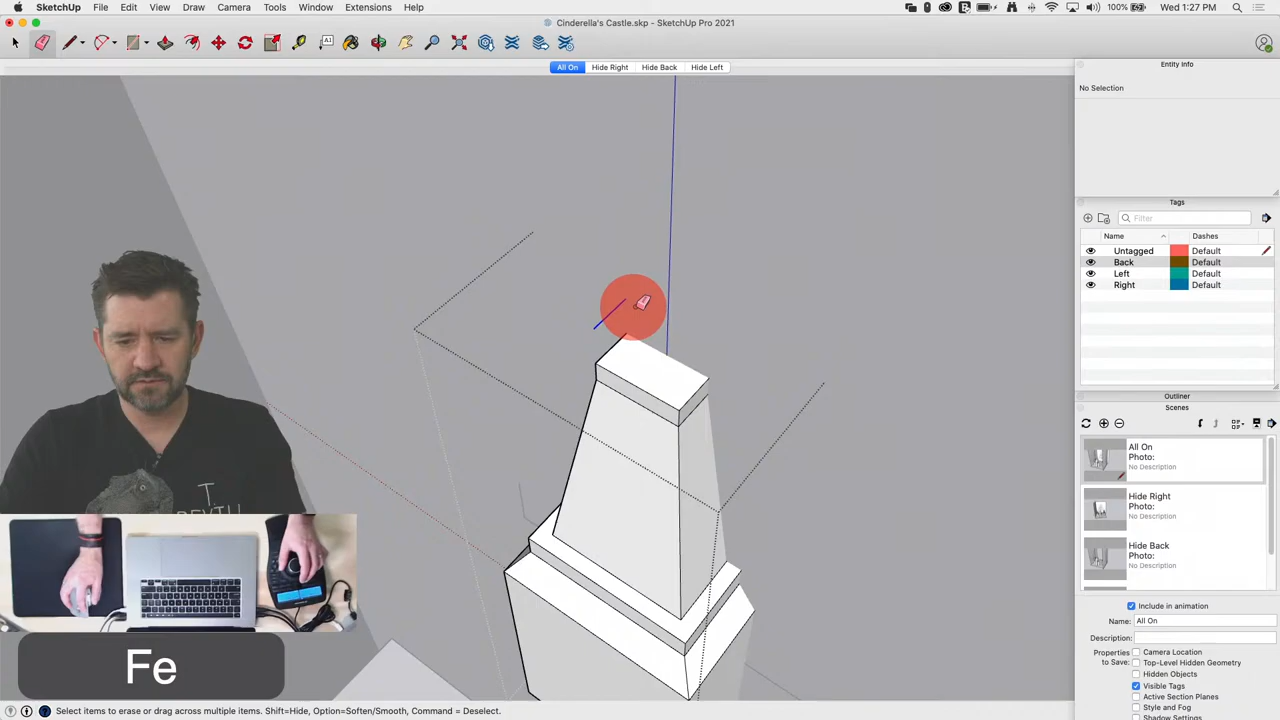 SketchUp File Edit View Draw Camera Tools Window Extensions Help
100% Wed 1:27 PM
Cinderella's Castle.skp - SketchUp Pro 2021
All On Hide Right Hide Back Hide Left
Entity Info
No Selection
Tags
Filter
Name Dashes
Untagged Default
Back Default
Left Default
Right Default
Outliner
Scenes
All On
Photo:
No Description
Hide Right
Photo:
No Description
Hide Back
Photo:
No Description
Include in animation
Name: All On
Description:
Properties to Save:
Camera Location
Top-Level Hidden Geometry
Hidden Objects
Visible Tags
Active Section Planes
Style and Fog
Shadow Settings
Fe
Select items to erase or drag across multiple items. Shift=Hide, Option=Soften/Smooth, Command = Deselect.